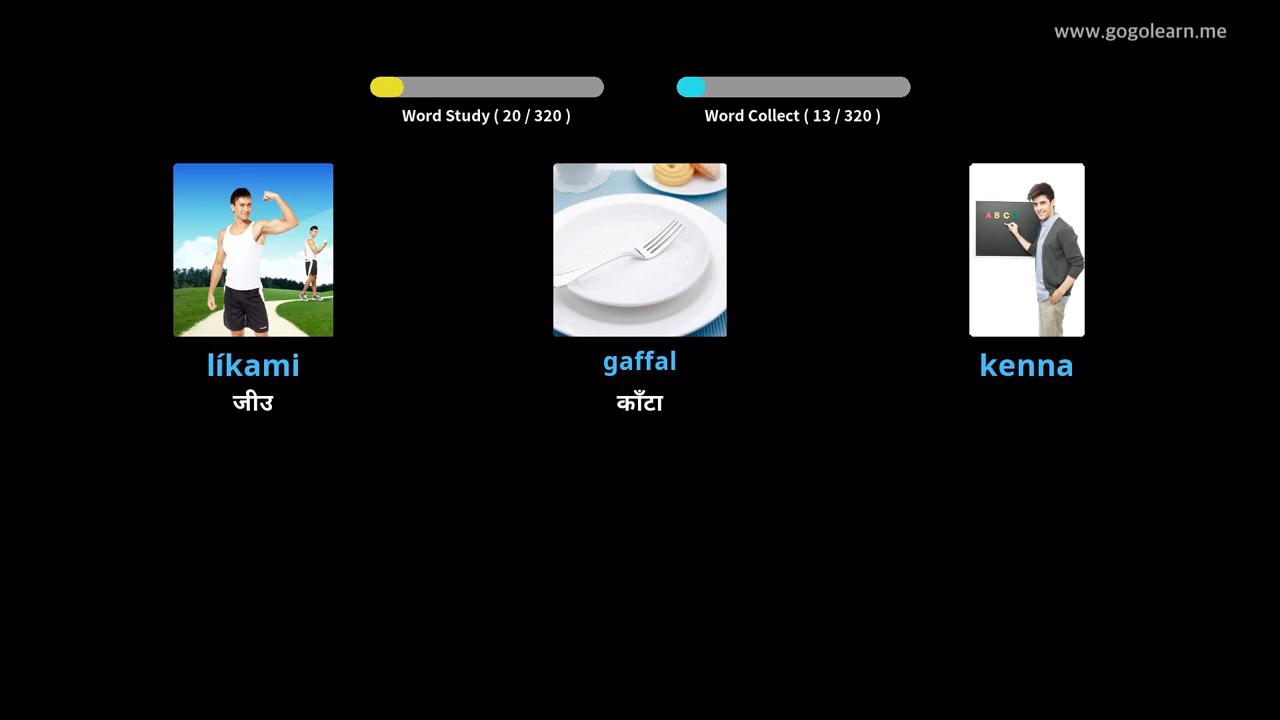 www.gogolearn.me
Word Study ( 20 / 320 )
Word Collect ( 13 / 320 )
A B C
líkami
gaffal
kenna
जीउ
काँटा